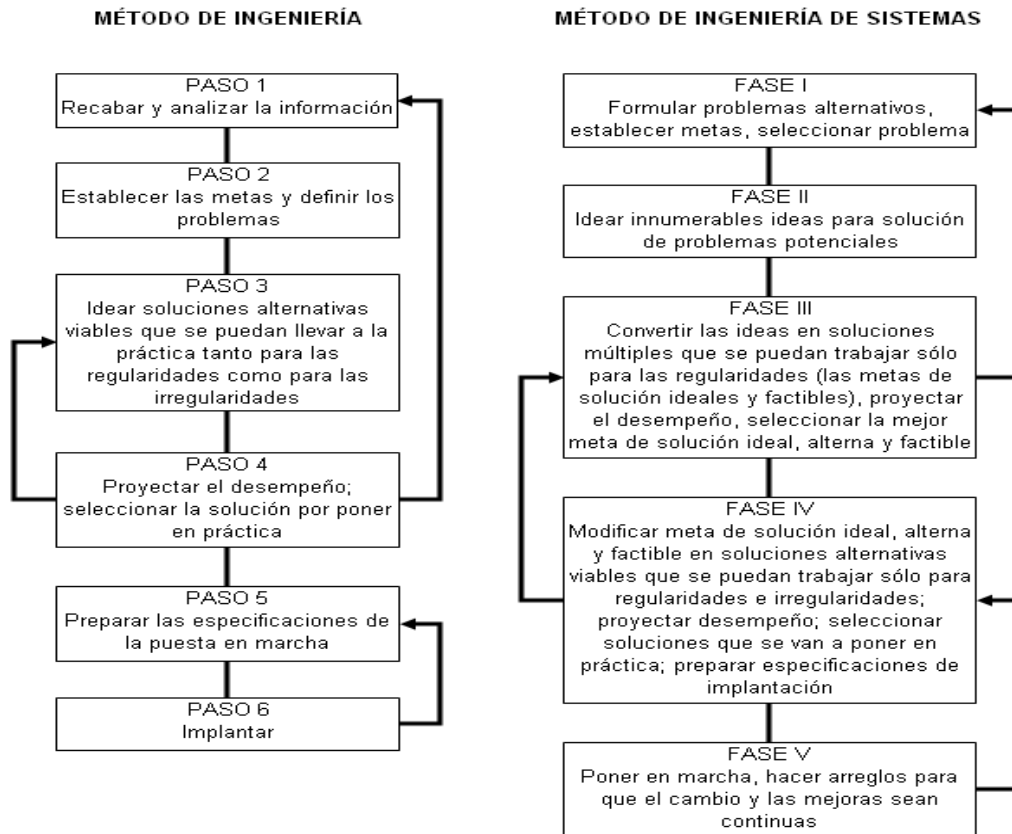 MÉTODO DE INGENIERÍA
PASO 1
Recabar y analizar la información
PASO 2
Establecer las metas y definir los
problemas
PASO 3
Idear soluciones alternativas
viables que se puedan llevar a la
práctica tanto para las
regularidades como para las
irregularidades
PASO 4
Proyectar el desempeño;
seleccionar la solución por poner
en práctica
PASO 5
Preparar las especificaciones de
la puesta en marcha
PASO 6
Implantar
MÉTODO DE INGENIERÍA DE SISTEMAS
FASE I
Formular problemas alternativos,
establecer metas, seleccionar problema
FASE II
Idear innumerables ideas para solución
de problemas potenciales
FASE III
Convertir las ideas en soluciones
múltiples que se puedan trabajar sólo
para las regularidades (las metas de
solución ideales y factibles), proyectar
el desempeño, seleccionar la mejor
meta de solución ideal, alterna y factible
FASE IV
Modificar meta de solución ideal, alterna
y factible en soluciones alternativas
viables que se puedan trabajar sólo para
regularidades e irregularidades;
proyectar desempeño; seleccionar
soluciones que se van a poner en
práctica; preparar especificaciones de
implantación
FASE V
Poner en marcha, hacer arreglos para
que el cambio y las mejoras sean
continuas